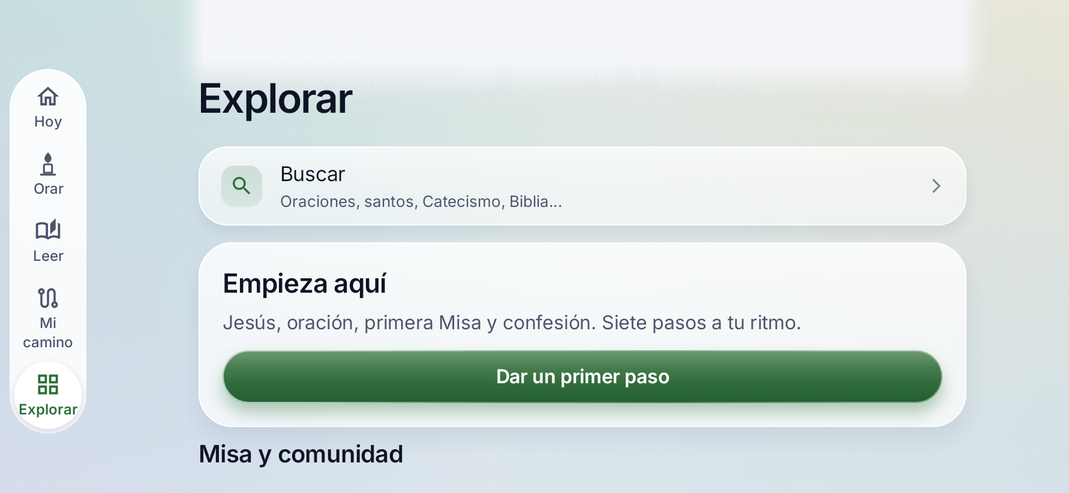 Hoy
Orar
Leer
Mi
camino
Explorar
Explorar
Buscar
Oraciones, santos, Catecismo, Biblia...
Empieza aquí
Jesús, oración, primera Misa y confesión. Siete pasos a tu ritmo.
Dar un primer paso
Misa y comunidad